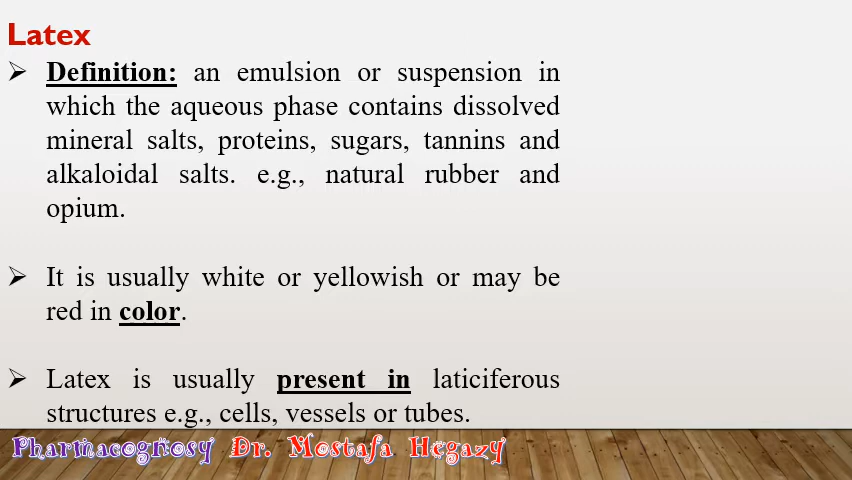 Latex
➢ Definition: an emulsion or suspension in
which the aqueous phase contains dissolved
mineral salts, proteins, sugars, tannins and
alkaloidal salts. e.g., natural rubber and
opium.
➢ It is usually white or yellowish or may be
red in color.
➢ Latex is usually present in laticiferous
structures e.g., cells, vessels or tubes.
Pharmacognosy Dr. Mostafa Hegazy